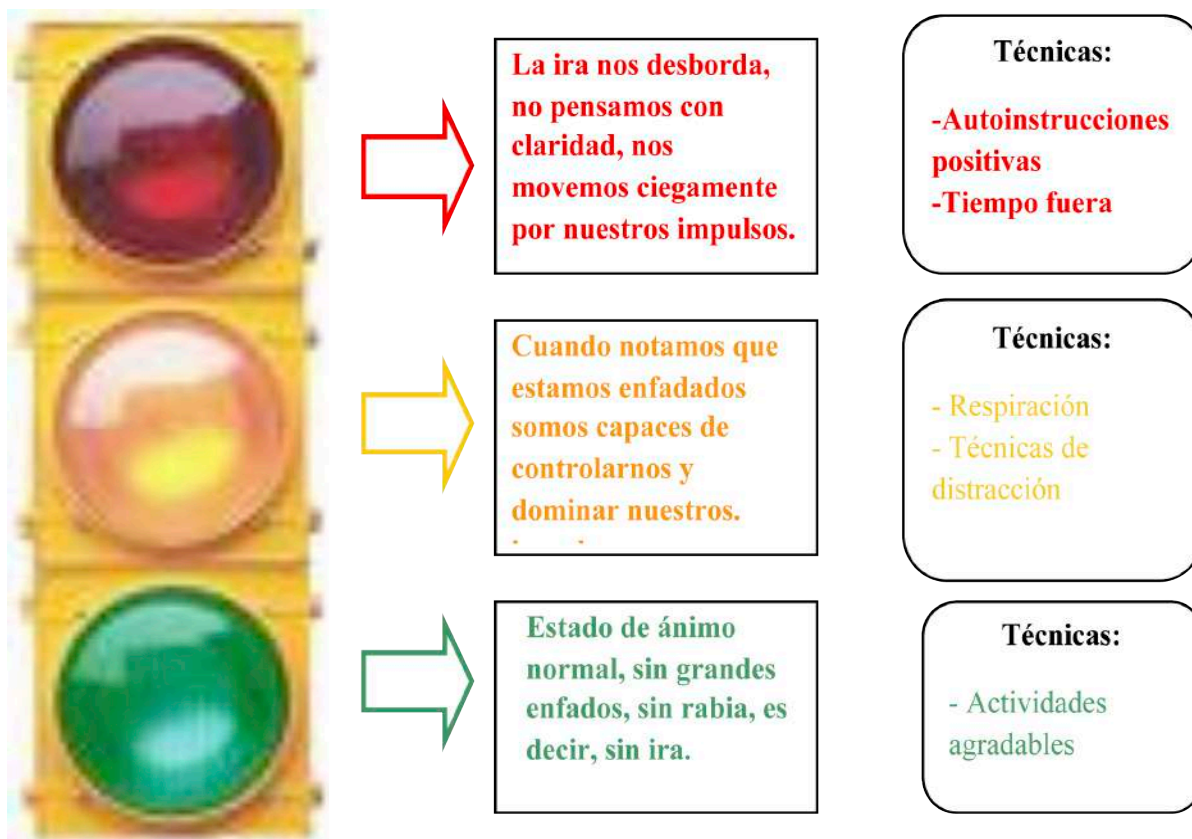 La ira nos desborda,
no pensamos con
claridad, nos
movemos ciegamente
por nuestros impulsos.
Técnicas:
-Autoinstrucciones
positivas
-Tiempo fuera
Cuando notamos que
estamos enfadados
somos capaces de
controlarnos y
dominar nuestros.
Técnicas:
- Respiración
- Técnicas de
distracción
Estado de ánimo
normal, sin grandes
enfados, sin rabia, es
decir, sin ira.
Técnicas:
- Actividades
agradables